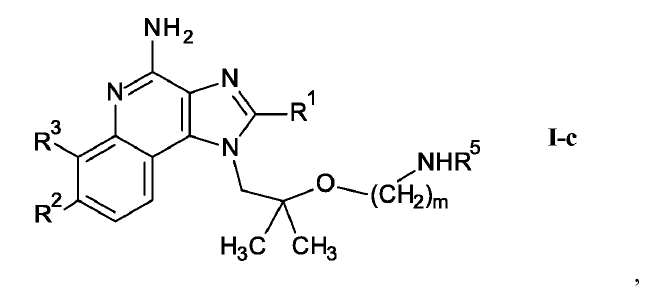 NH₂
N
N
R¹
R³
N
I-c
NHR⁵
R²
O
(CH₂)ₘ
H₃C
CH₃
,